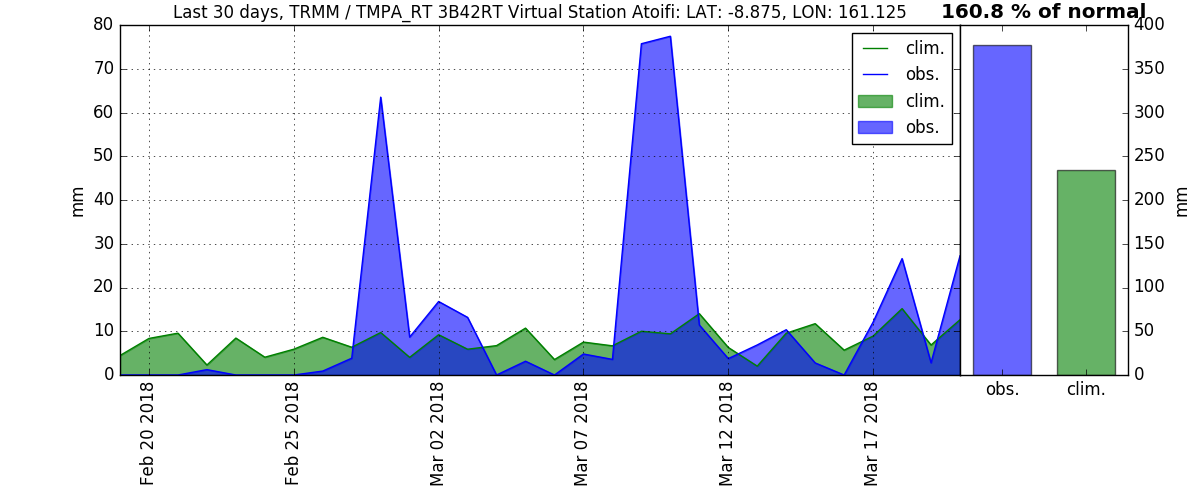 Last 30 days, TRMM / TMPA_RT 3B42RT Virtual Station Atoifi: LAT: -8.875, LON: 161.125
160.8 % of normal
80
70
60
50
40
30
20
10
0
mm
clim.
obs.
clim.
obs.
400
350
300
250
200
150
100
50
0
mm
Feb 20 2018
Feb 25 2018
Mar 02 2018
Mar 07 2018
Mar 12 2018
Mar 17 2018
obs.
clim.